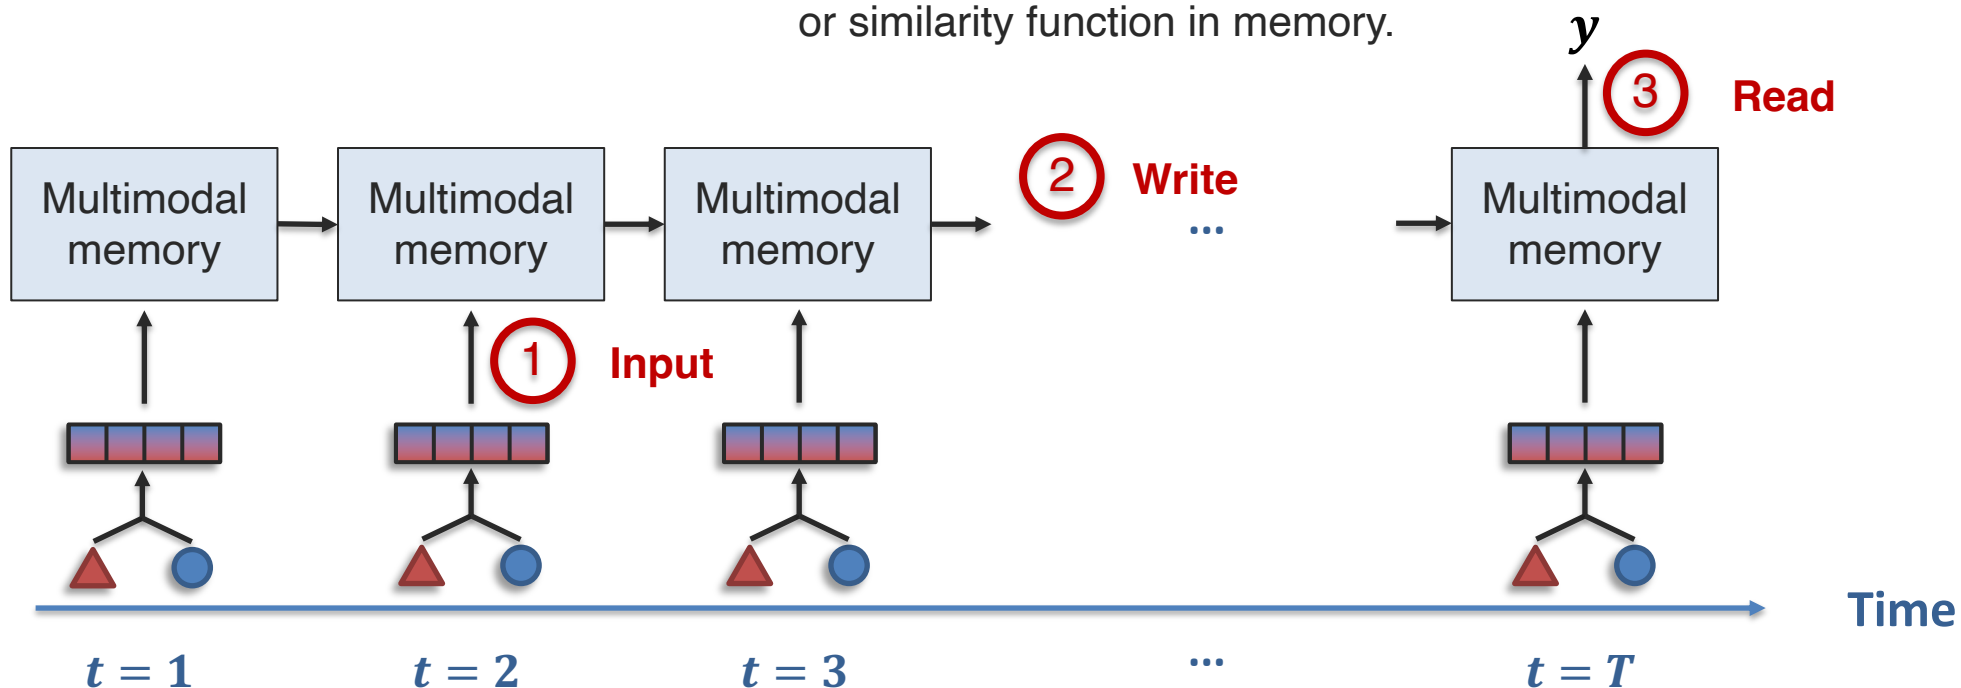 or similarity function in memory.
y
3 Read
2 Write
Multimodal memory
Multimodal memory
Multimodal memory
...
Multimodal memory
1 Input
Time
t = 1
t = 2
t = 3
...
t = T